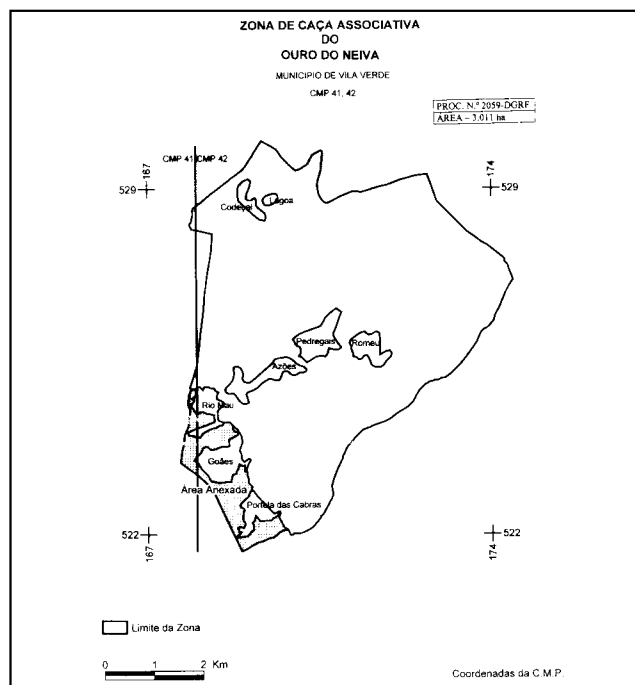 ZONA DE CAÇA ASSOCIATIVA
DO
OURO DO NEIVA
MUNICIPIO DE VILA VERDE
CMP 41, 42
PROC. N.º 2059-DGRF
ÁREA – 3.011 ha
CMP 41 CMP 42
167
174
529
529
Codeçal
Lagoa
Pedregais
Romeu
Azões
Rio Mau
Goães
Área Anexada
Portela das Cabras
522
522
167
174
Limite da Zona
0 1 2 Km
Coordenadas da C.M.P.